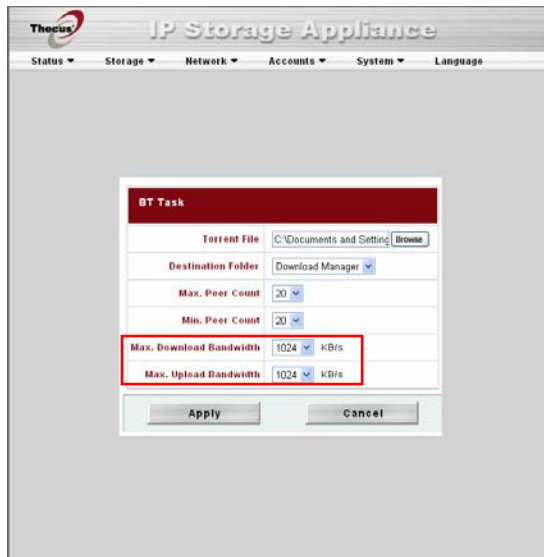 Thecus
IP Storage Appliance
Status Storage Network Accounts System Language
BT Task
Torrent File C:\Documents and Setting Browse
Destination Folder Download Manager
Max. Peer Count 20
Min. Peer Count 20
Max. Download Bandwidth 1024 KB/s
Max. Upload Bandwidth 1024 KB/s
Apply Cancel